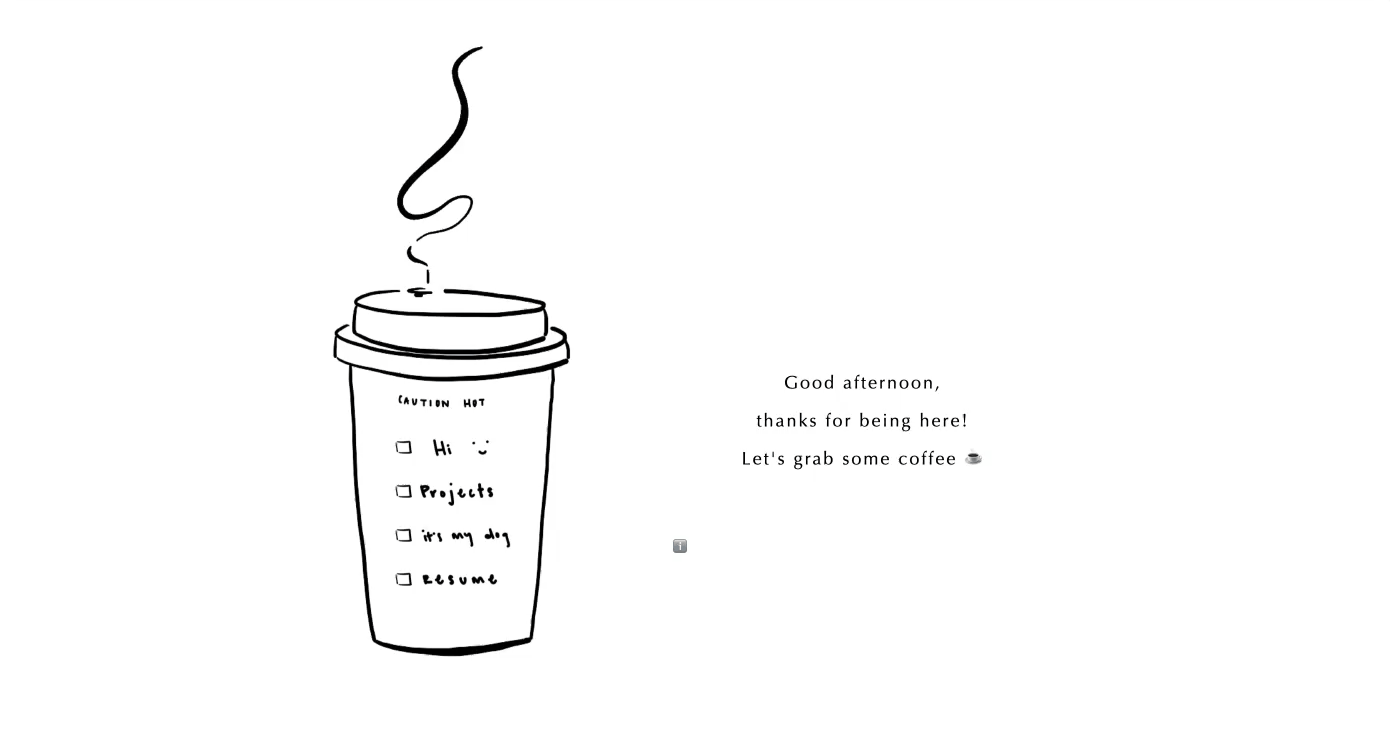 CAUTION HOT
Hi
Projects
it's my dog
Resume
Good afternoon,
thanks for being here!
Let's grab some coffee ☕